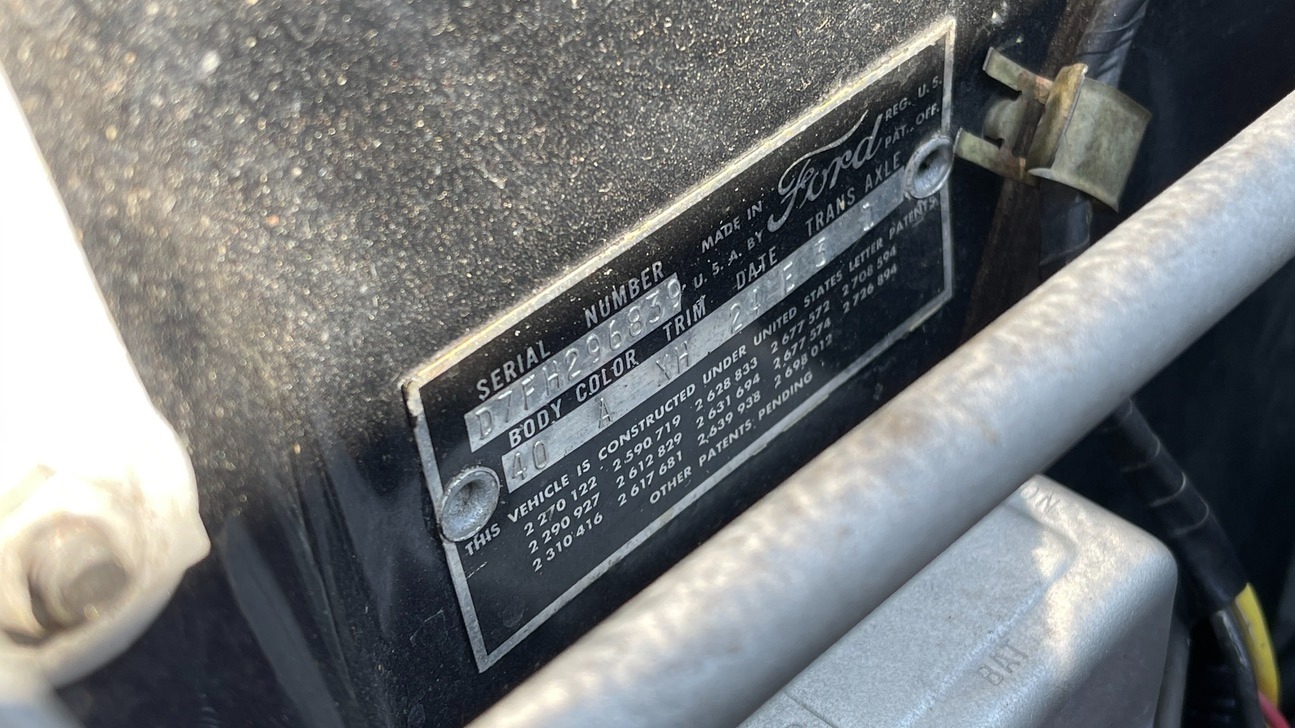 MADE IN Ford REG. U. S.
U. S. A. BY PAT. OFF.
SERIAL NUMBER
D7FH296839
BODY COLOR TRIM DATE TRANS AXLE
40 A XH 24 E 3 1
THIS VEHICLE IS CONSTRUCTED UNDER UNITED STATES LETTER PATENTS
2 270 122 2 590 719 2 628 833 2 677 572 2 708 594
2 290 927 2 612 829 2 631 694 2 677 574 2 726 894
2 310 416 2 617 681 2,639 938 2 698 012
OTHER PATENTS PENDING
BAT